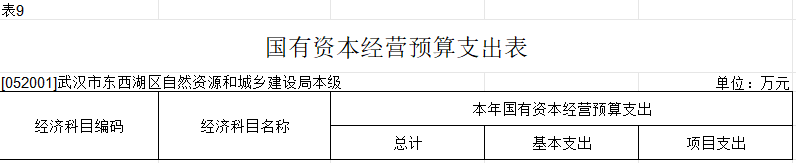 表9
国有资本经营预算支出表
[052001]武汉市东西湖区自然资源和城乡建设局本级 单位：万元
经济科目编码 经济科目名称 本年国有资本经营预算支出
总计 基本支出 项目支出